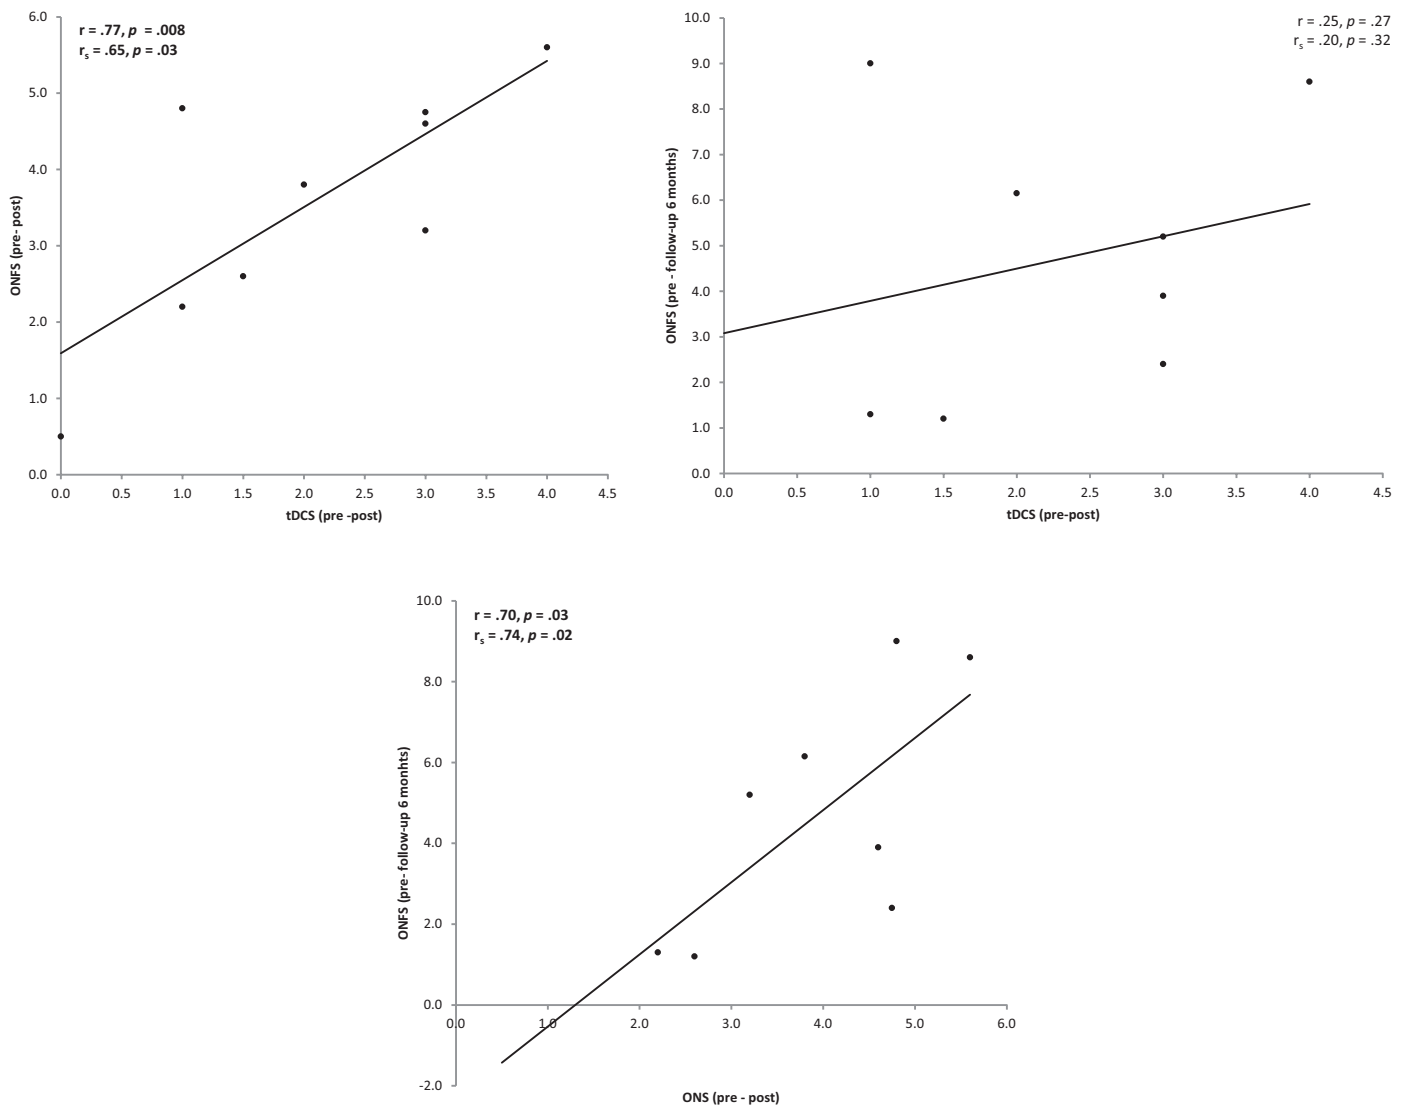 r = .77, p = .008
rs = .65, p = .03
6.0
5.0
4.0
3.0
2.0
1.0
0.0
ONFS (pre- post)
0.0 0.5 1.0 1.5 2.0 2.5 3.0 3.5 4.0 4.5
tDCS (pre -post)
r = .25, p = .27
rs = .20, p = .32
10.0
9.0
8.0
7.0
6.0
5.0
4.0
3.0
2.0
1.0
0.0
ONFS (pre - follow-up 6 months)
0.0 0.5 1.0 1.5 2.0 2.5 3.0 3.5 4.0 4.5
tDCS (pre-post)
r = .70, p = .03
rs = .74, p = .02
10.0
8.0
6.0
4.0
2.0
0.0
-2.0
ONFS (pre- follow-up 6 monhts)
0.0 1.0 2.0 3.0 4.0 5.0 6.0
ONS (pre - post)